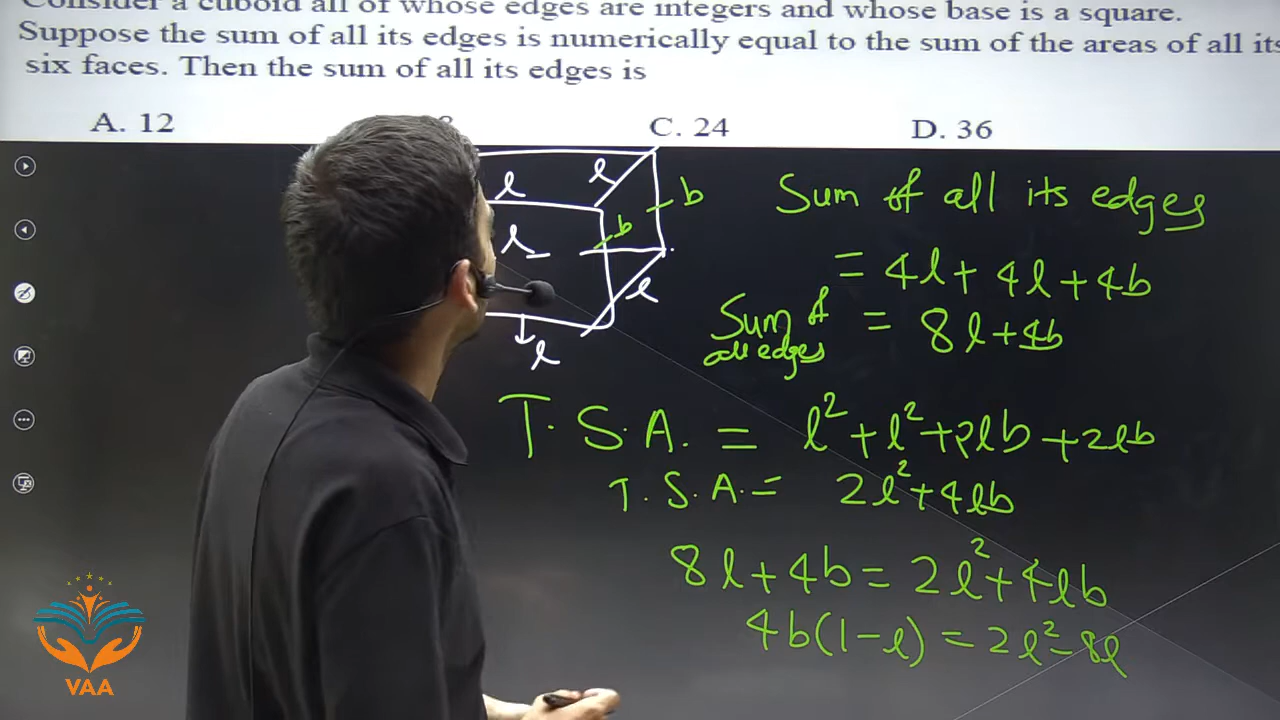 Consider a cuboid all of whose edges are integers and whose base is a square.
Suppose the sum of all its edges is numerically equal to the sum of the areas of all its
six faces. Then the sum of all its edges is
A. 12 C. 24 D. 36
l l b
l b
l
l
Sum of all its edges
= 4l + 4l + 4b
Sum of all edges = 8l + 4b
T.S.A. = l² + l² + 2lb + 2lb
T.S.A. = 2l² + 4lb
8l + 4b = 2l² + 4lb
4b(1-l) = 2l² - 8l
VAA